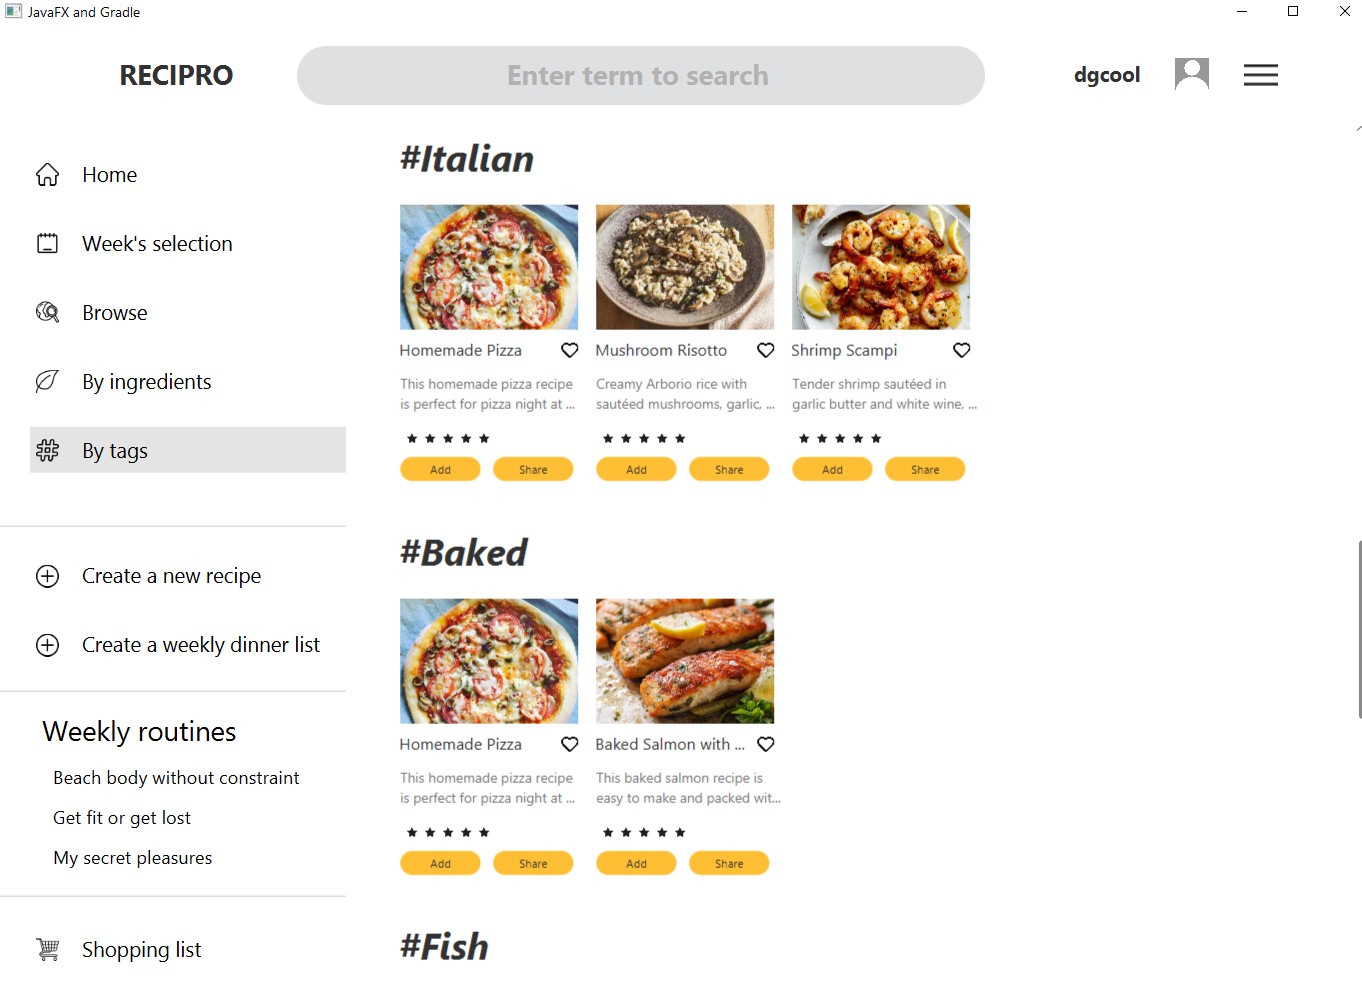 JavaFX and Gradle
RECIPRO
Enter term to search
dgcool
Home
Week's selection
Browse
By ingredients
By tags
Create a new recipe
Create a weekly dinner list
Weekly routines
Beach body without constraint
Get fit or get lost
My secret pleasures
Shopping list
#Italian
Homemade Pizza
This homemade pizza recipe
is perfect for pizza night at ...
Add Share
Mushroom Risotto
Creamy Arborio rice with
sautéed mushrooms, garlic, ...
Add Share
Shrimp Scampi
Tender shrimp sautéed in
garlic butter and white wine, ...
Add Share
#Baked
Homemade Pizza
This homemade pizza recipe
is perfect for pizza night at ...
Add Share
Baked Salmon with ...
This baked salmon recipe is
easy to make and packed wit...
Add Share
#Fish